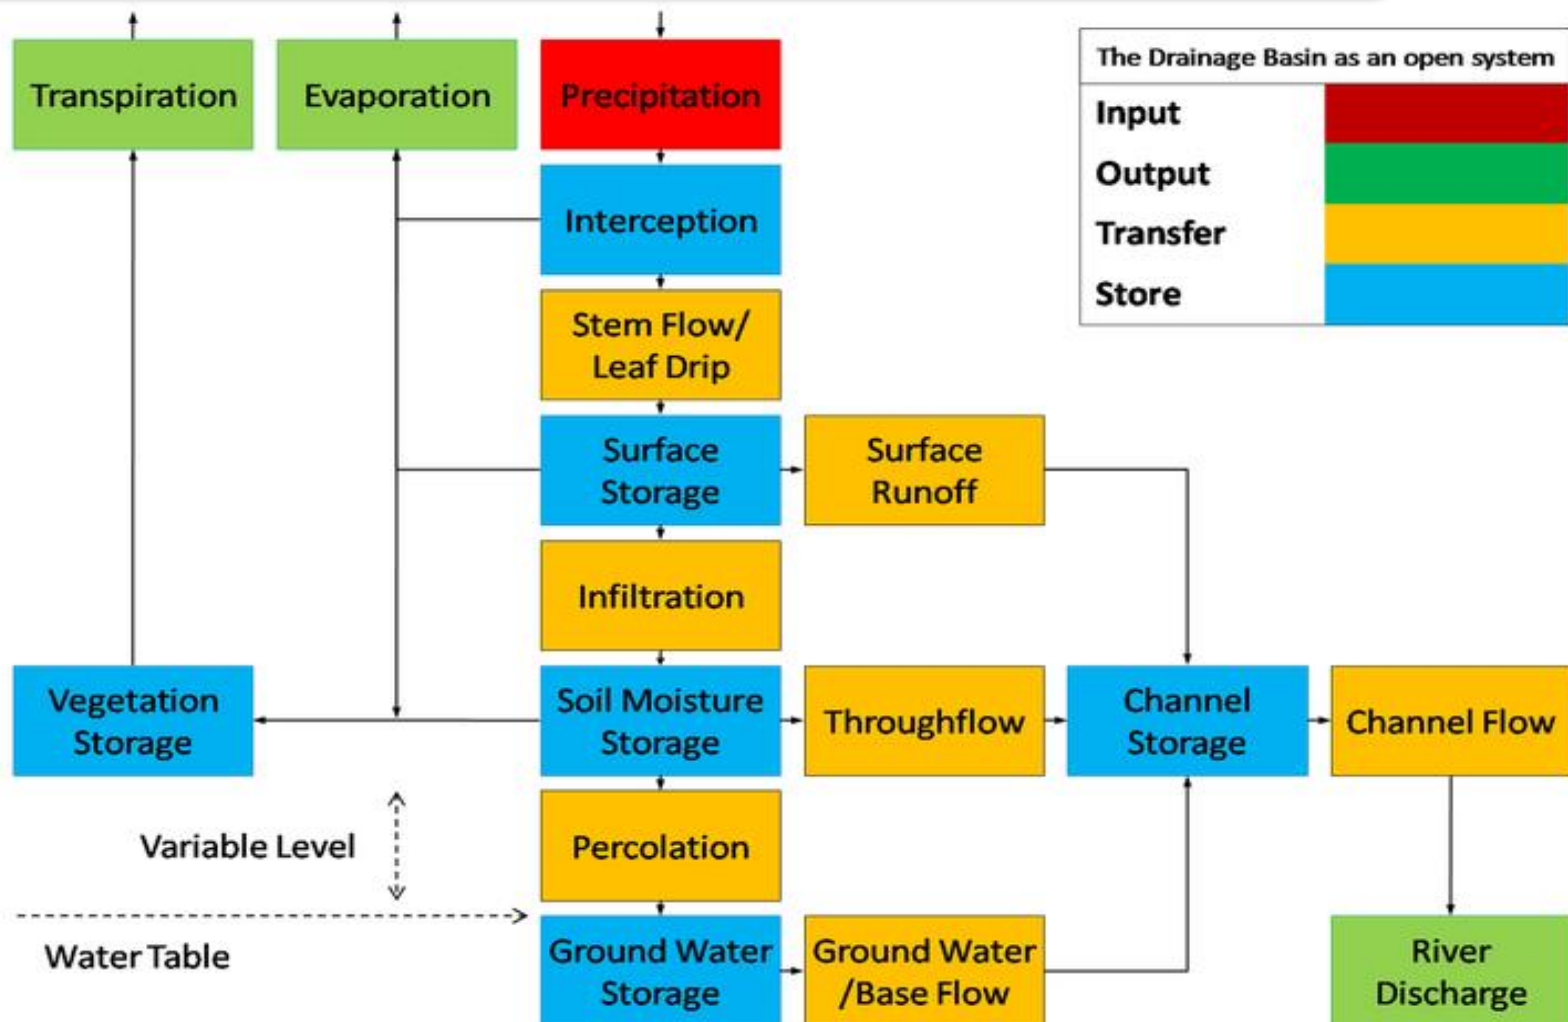 Transpiration
Evaporation
Precipitation
The Drainage Basin as an open system
Input
Output
Transfer
Store
Interception
Stem Flow/
Leaf Drip
Surface
Storage
Surface
Runoff
Infiltration
Vegetation
Storage
Soil Moisture
Storage
Throughflow
Channel
Storage
Channel Flow
Variable Level
Percolation
Water Table
Ground Water
Storage
Ground Water
/Base Flow
River
Discharge